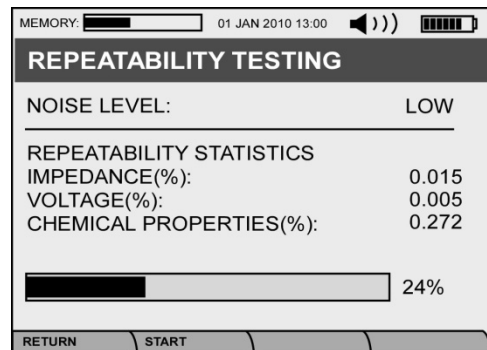 MEMORY: 01 JAN 2010 13:00
REPEATABILITY TESTING
NOISE LEVEL: LOW
REPEATABILITY STATISTICS
IMPEDANCE(%): 0.015
VOLTAGE(%): 0.005
CHEMICAL PROPERTIES(%): 0.272
24%
RETURN START